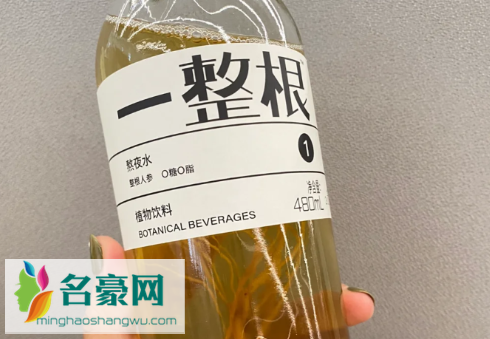 一整根
1
熬夜水
整根人参 0糖0脂
净含量:
480mL
植物饮料
BOTANICAL BEVERAGES
名豪网
minghaoshangwu.com